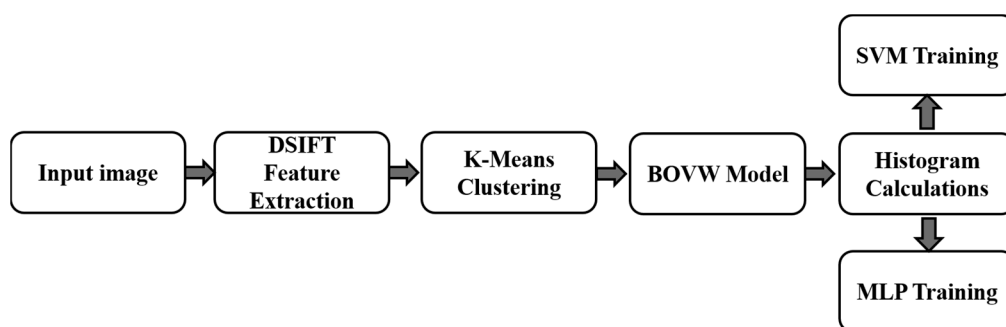 SVM Training
Input image
DSIFT
Feature
Extraction
K-Means
Clustering
BOVW Model
Histogram
Calculations
MLP Training